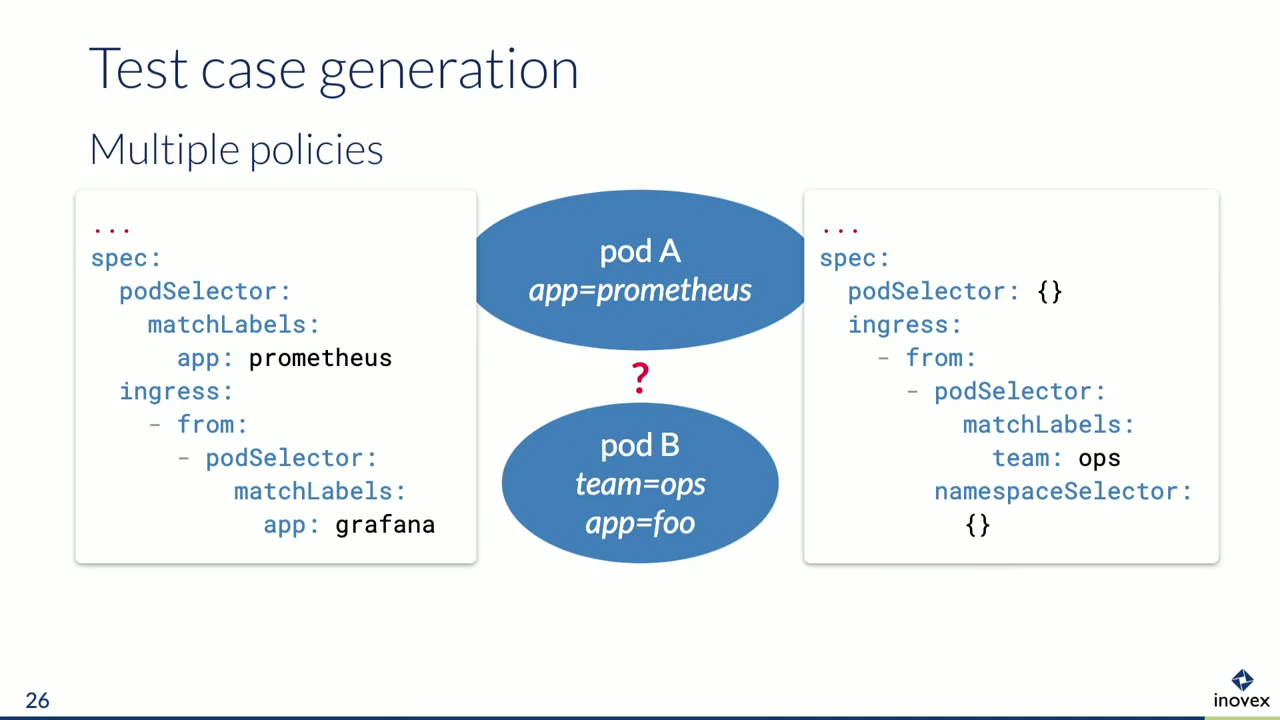 Test case generation
Multiple policies
...
spec:
podSelector:
matchLabels:
app: prometheus
ingress:
- from:
- podSelector:
matchLabels:
app: grafana
pod A
app=prometheus
?
pod B
team=ops
app=foo
...
spec:
podSelector: {}
ingress:
- from:
- podSelector:
matchLabels:
team: ops
namespaceSelector:
{}
26
inovex